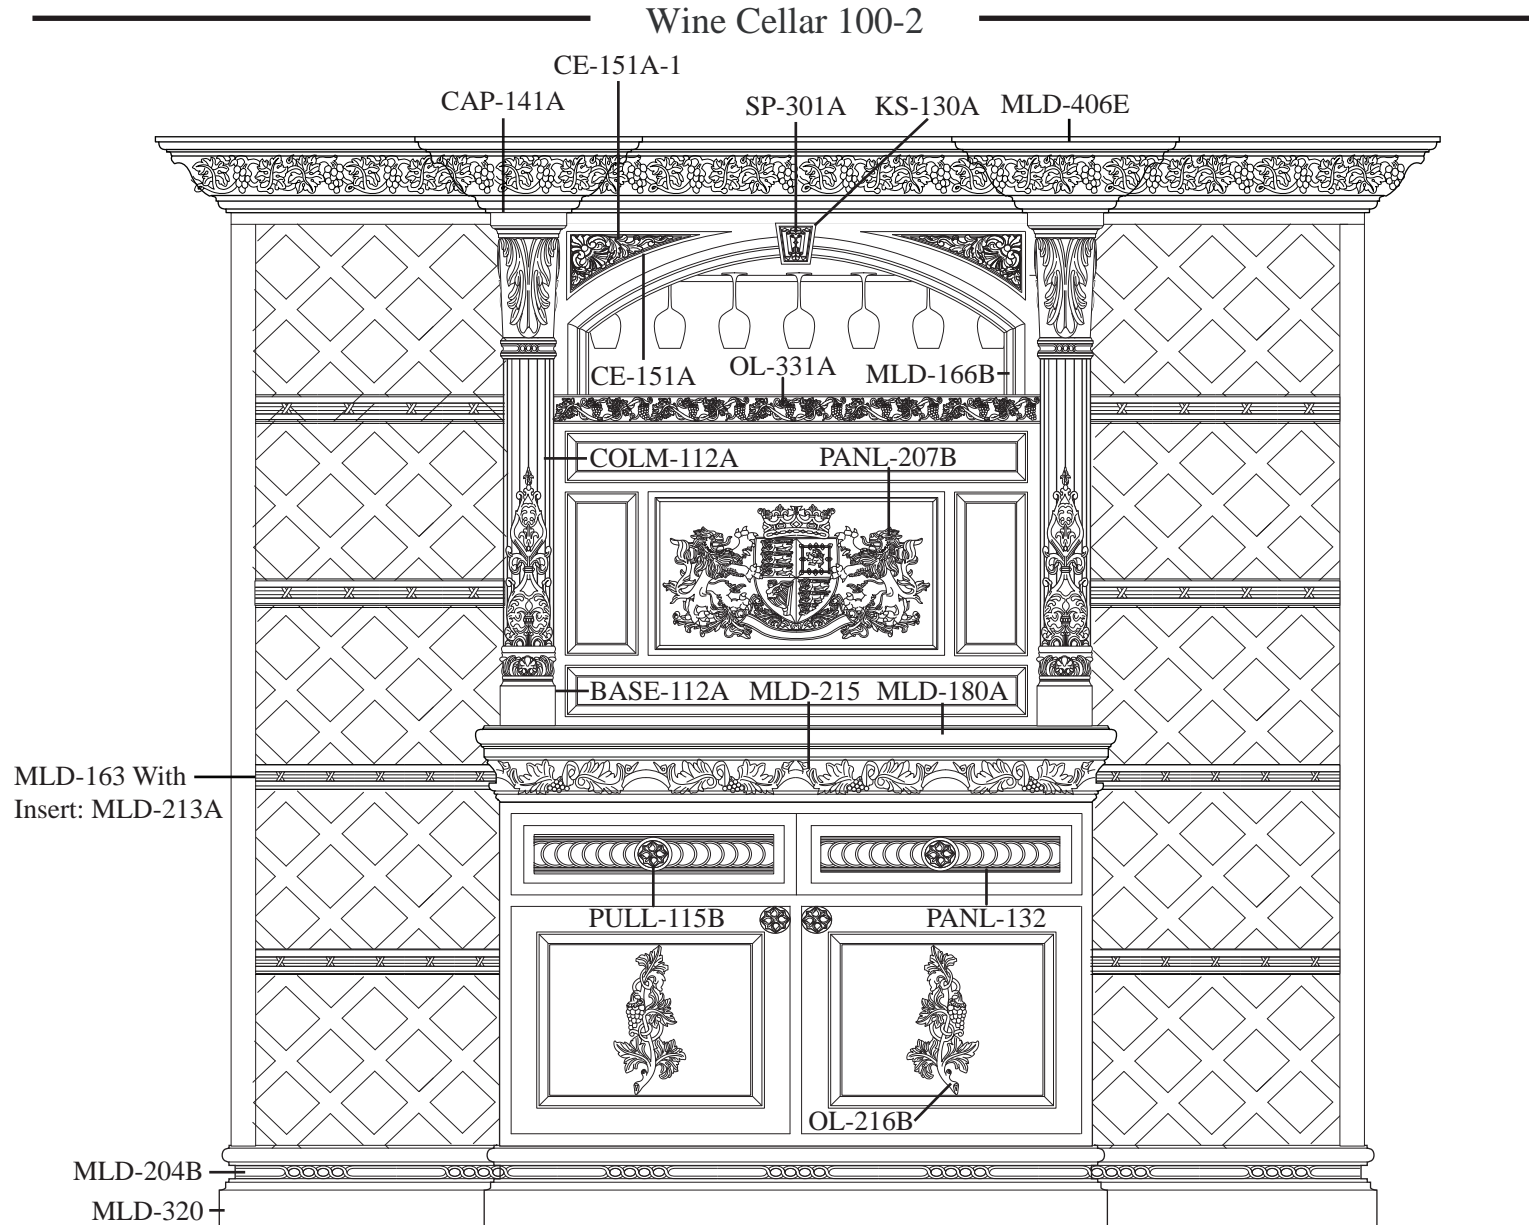 Wine Cellar 100-2
CE-151A-1
CAP-141A
SP-301A
KS-130A
MLD-406E
CE-151A
OL-331A
MLD-166B
COLM-112A
PANL-207B
BASE-112A
MLD-215
MLD-180A
MLD-163 With
Insert: MLD-213A
PULL-115B
PANL-132
OL-216B
MLD-204B
MLD-320